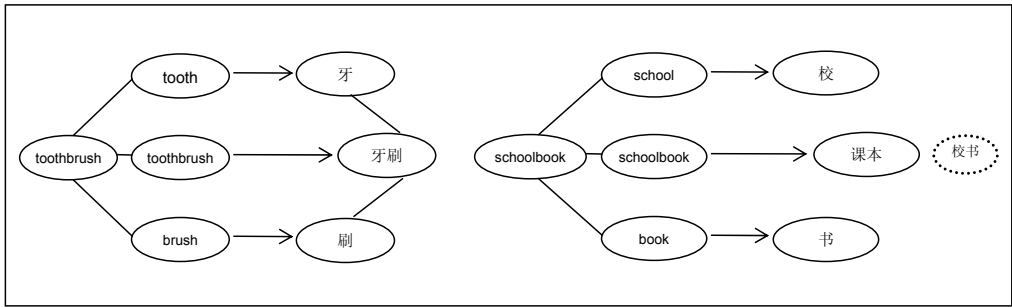 tooth
牙
toothbrush
toothbrush
牙刷
brush
刷
school
校
schoolbook
schoolbook
课本
校书
book
书